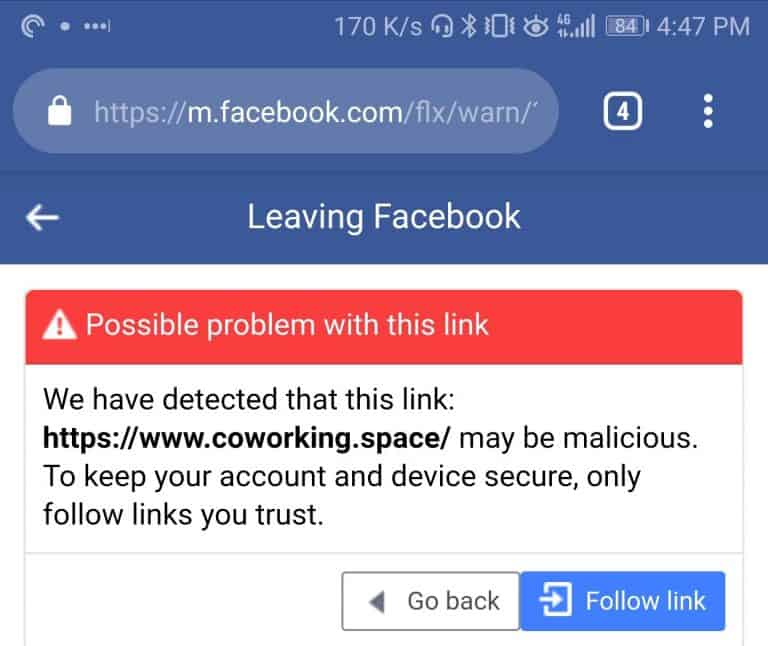 170 K/s 4G 84 4:47 PM
https://m.facebook.com/flx/warn/ 4
Leaving Facebook
Possible problem with this link
We have detected that this link:
https://www.coworking.space/ may be malicious.
To keep your account and device secure, only
follow links you trust.
Go back Follow link